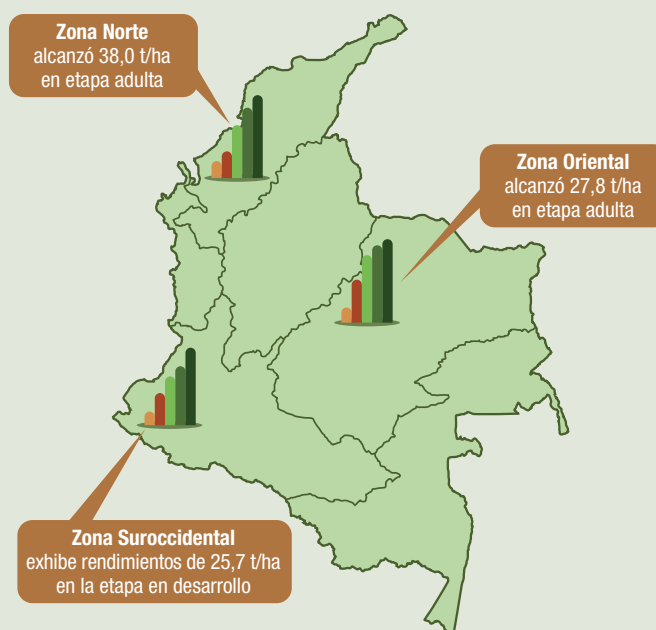 Zona Norte
alcanzó 38,0 t/ha
en etapa adulta
Zona Oriental
alcanzó 27,8 t/ha
en etapa adulta
Zona Suroccidental
exhibe rendimientos de 25,7 t/ha
en la etapa en desarrollo